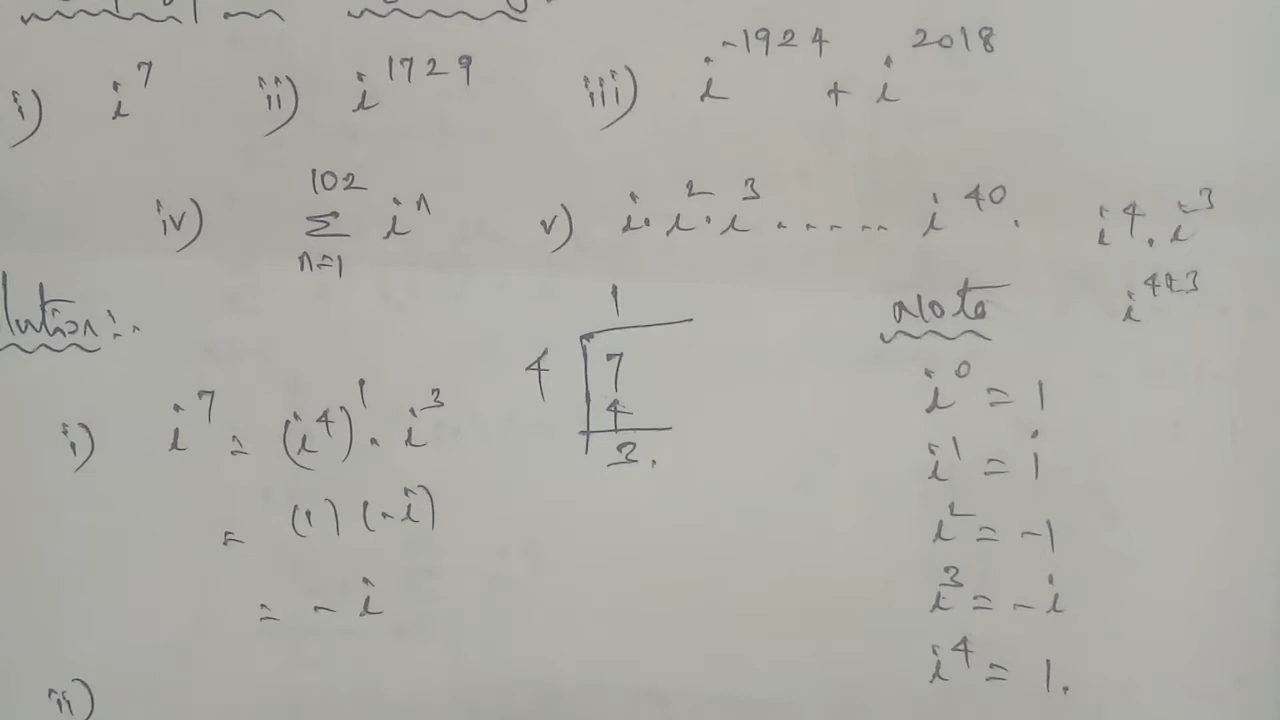 i) i^7 ii) i^1729 iii) i^-1924 + i^2018
iv) Σ_{n=1}^{102} i^n v) i.i^2.i^3 ...... i^40. i^4.i^3
i^4+3
lution:-
Note
1
4 7
4
3.
i) i^7 = (i^4)^1 . i^3
= (1) (-i)
= -i
ii)
i^0 = 1
i^1 = i
i^2 = -1
i^3 = -i
i^4 = 1.